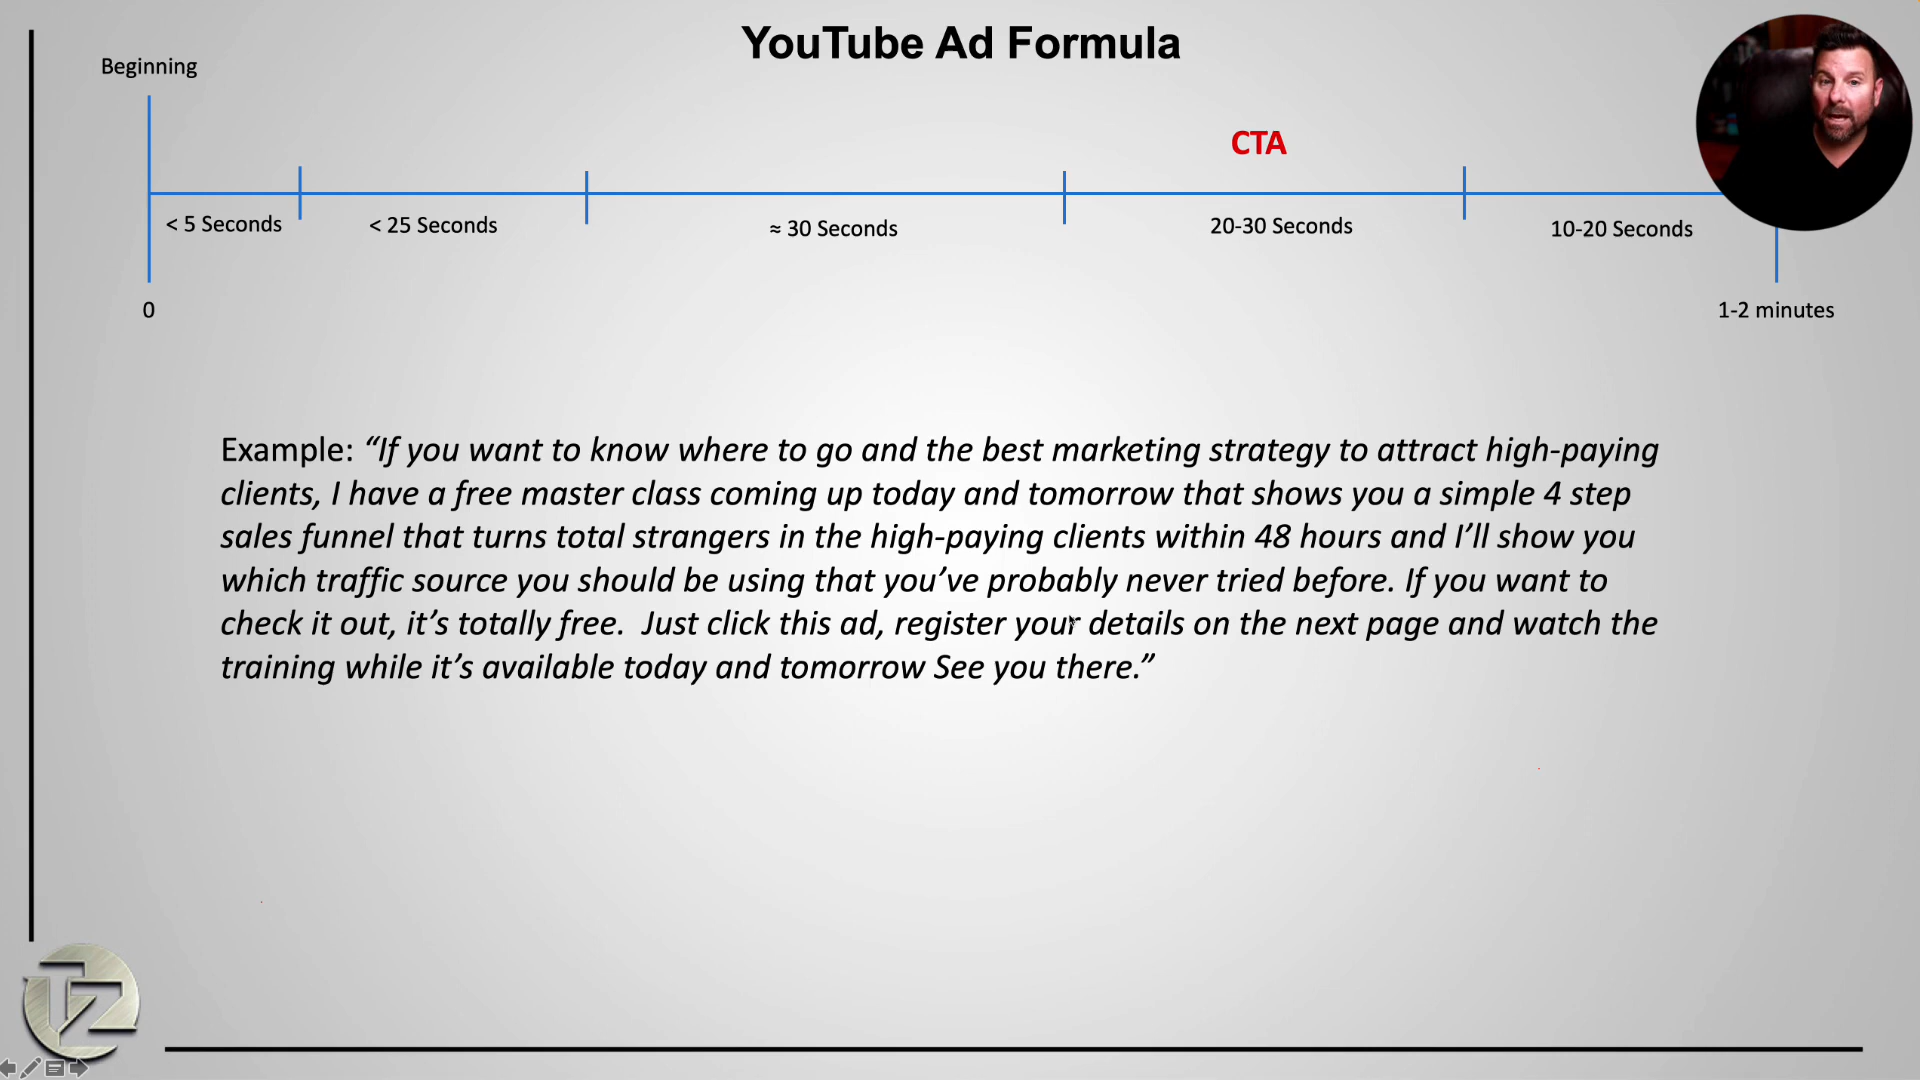 YouTube Ad Formula
Beginning
CTA
< 5 Seconds
< 25 Seconds
≈ 30 Seconds
20-30 Seconds
10-20 Seconds
0
1-2 minutes
Example: “If you want to know where to go and the best marketing strategy to attract high-paying
clients, I have a free master class coming up today and tomorrow that shows you a simple 4 step
sales funnel that turns total strangers in the high-paying clients within 48 hours and I’ll show you
which traffic source you should be using that you’ve probably never tried before. If you want to
check it out, it’s totally free.  Just click this ad, register your details on the next page and watch the
training while it’s available today and tomorrow See you there.”
TZ